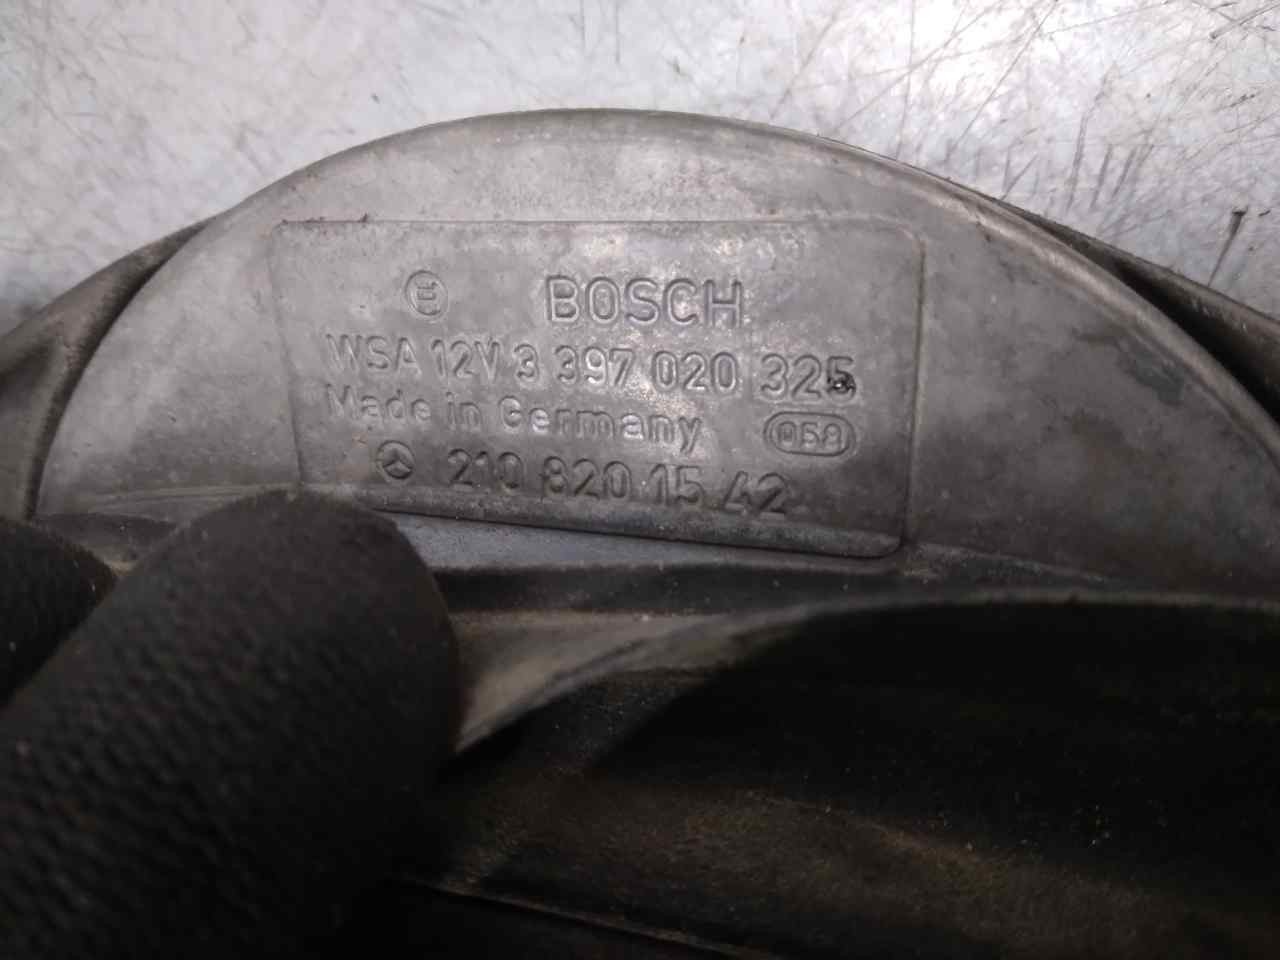 BOSCH
WSA 12V 3 397 020 325
Made in Germany 058
210 820 15 42